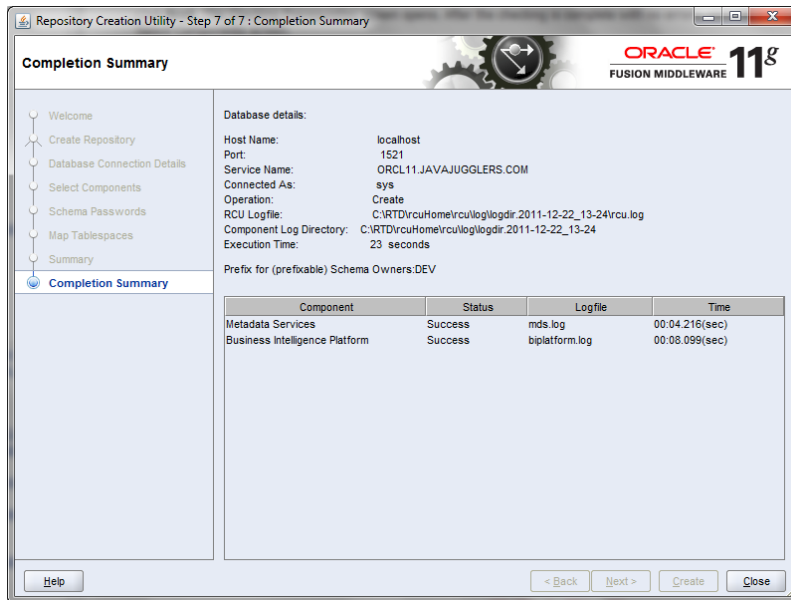 Repository Creation Utility - Step 7 of 7 : Completion Summary
Completion Summary
ORACLE
FUSION MIDDLEWARE 11g
Welcome
Create Repository
Database Connection Details
Select Components
Schema Passwords
Map Tablespaces
Summary
Completion Summary
Database details:
Host Name: localhost
Port: 1521
Service Name: ORCL11.JAVAJUGGLERS.COM
Connected As: sys
Operation: Create
RCU Logfile: C:\RTD\rcuHome\rcu\log\logdir.2011-12-22_13-24\rcu.log
Component Log Directory: C:\RTD\rcuHome\rcu\log\logdir.2011-12-22_13-24
Execution Time: 23 seconds
Prefix for (prefixable) Schema Owners:DEV
Component Status Logfile Time
Metadata Services Success mds.log 00:04.216(sec)
Business Intelligence Platform Success biplatform.log 00:08.099(sec)
Help < Back Next > Create Close